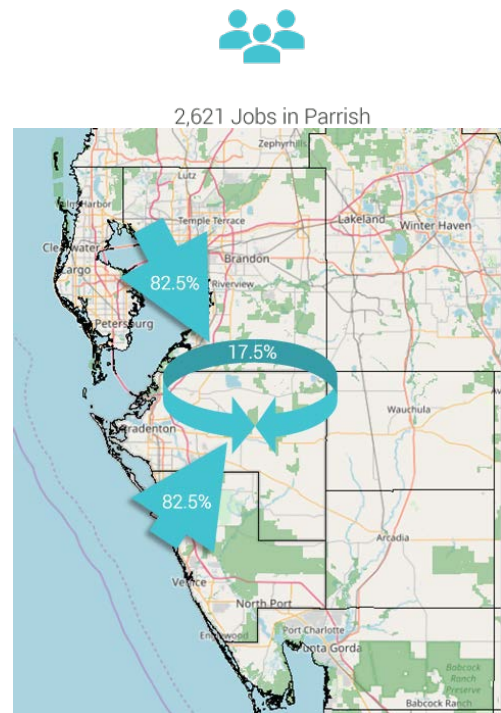 2,621 Jobs in Parrish
Zephyrhills
Lutz
Palm Harbor
Temple Terrace
Lakeland
Winter Haven
Clearwater
Brandon
Largo
82.5%
Riverview
Petersburg
17.5%
Wauchula
Bradenton
82.5%
Arcadia
Venice
North Port
Englewood
Port Charlotte
Punta Gorda
Babcock
Ranch
Preserve
Babcock Ranch